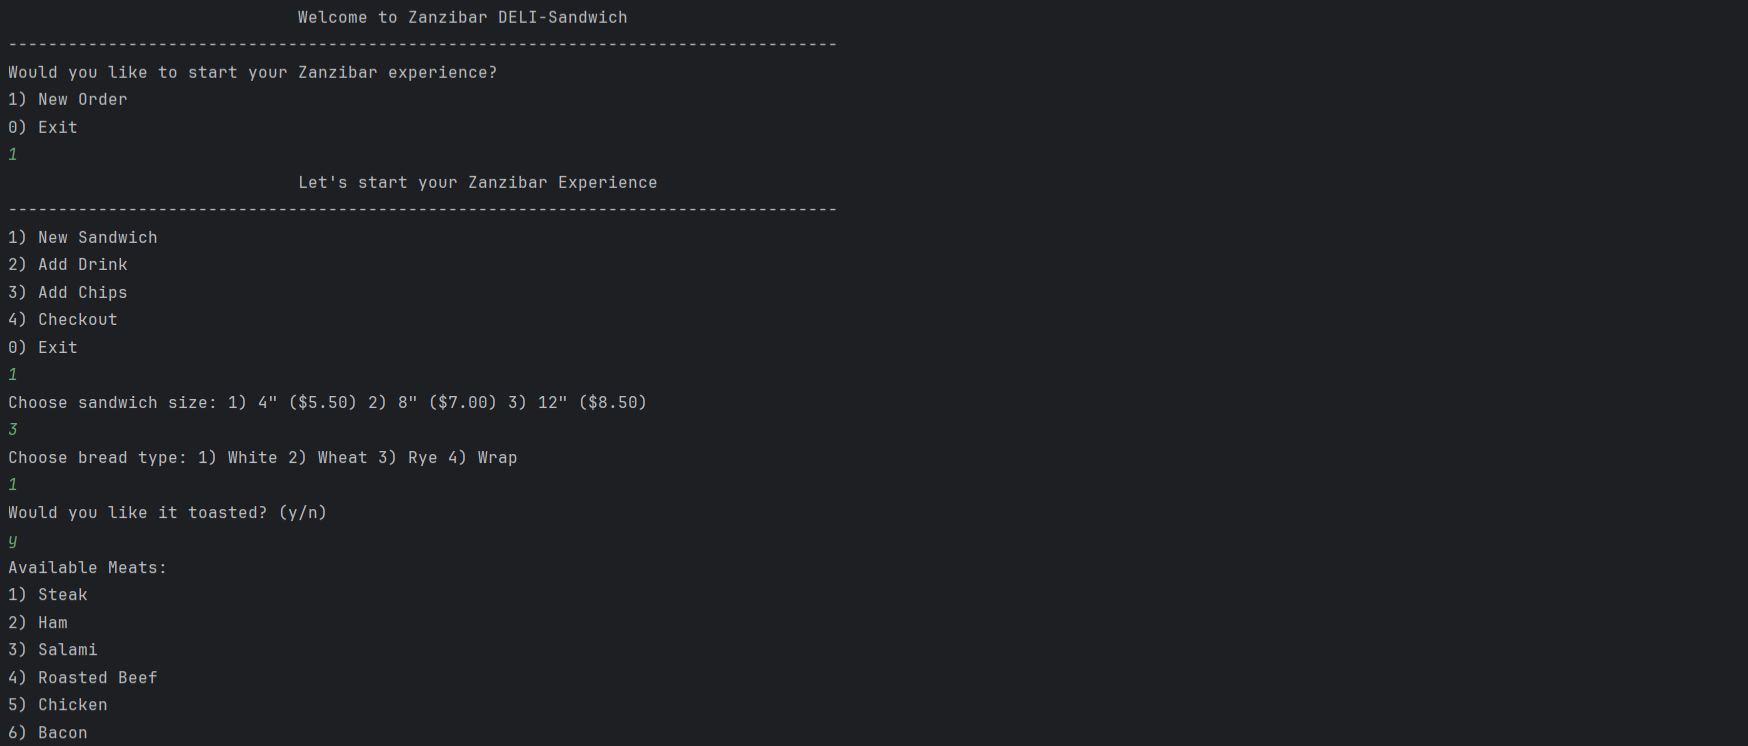 Welcome to Zanzibar DELI-Sandwich
-----------------------------------------------------------------------------------
Would you like to start your Zanzibar experience?
1) New Order
0) Exit
1
Let's start your Zanzibar Experience
-----------------------------------------------------------------------------------
1) New Sandwich
2) Add Drink
3) Add Chips
4) Checkout
0) Exit
1
Choose sandwich size: 1) 4" ($5.50) 2) 8" ($7.00) 3) 12" ($8.50)
3
Choose bread type: 1) White 2) Wheat 3) Rye 4) Wrap
1
Would you like it toasted? (y/n)
y
Available Meats:
1) Steak
2) Ham
3) Salami
4) Roasted Beef
5) Chicken
6) Bacon